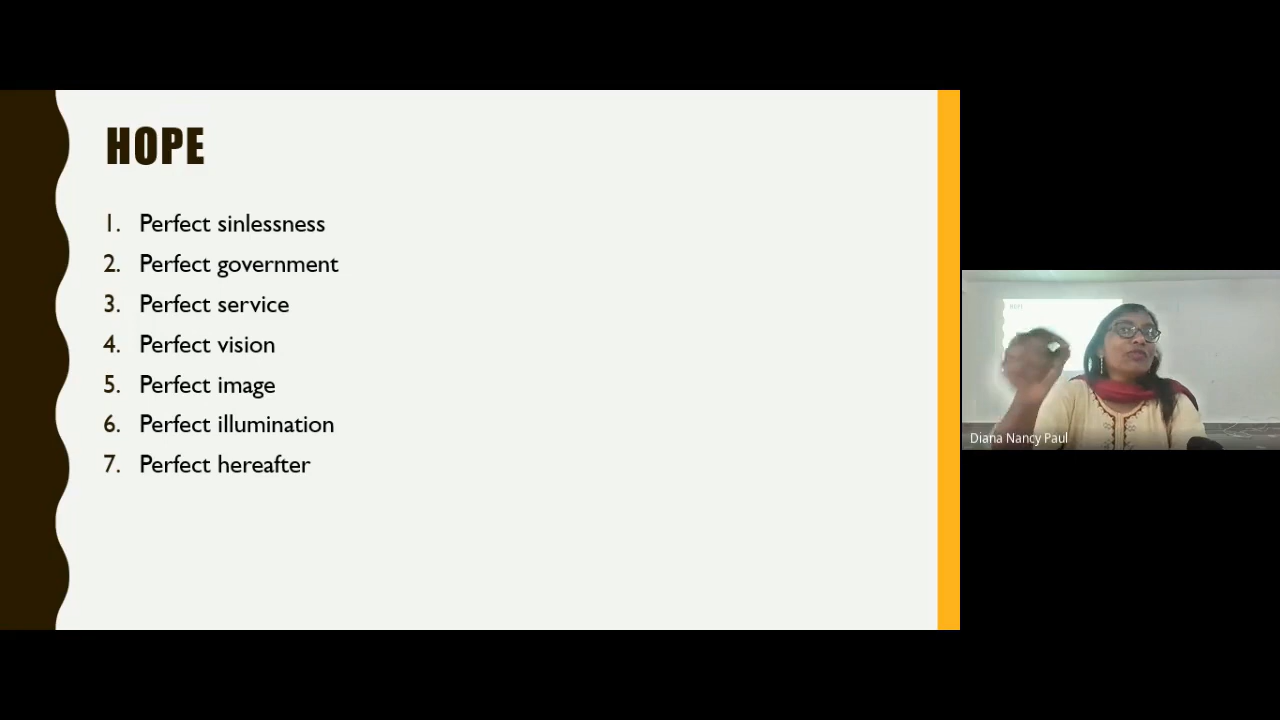 HOPE
1. Perfect sinlessness
2. Perfect government
3. Perfect service
4. Perfect vision
5. Perfect image
6. Perfect illumination
7. Perfect hereafter
Diana Nancy Paul